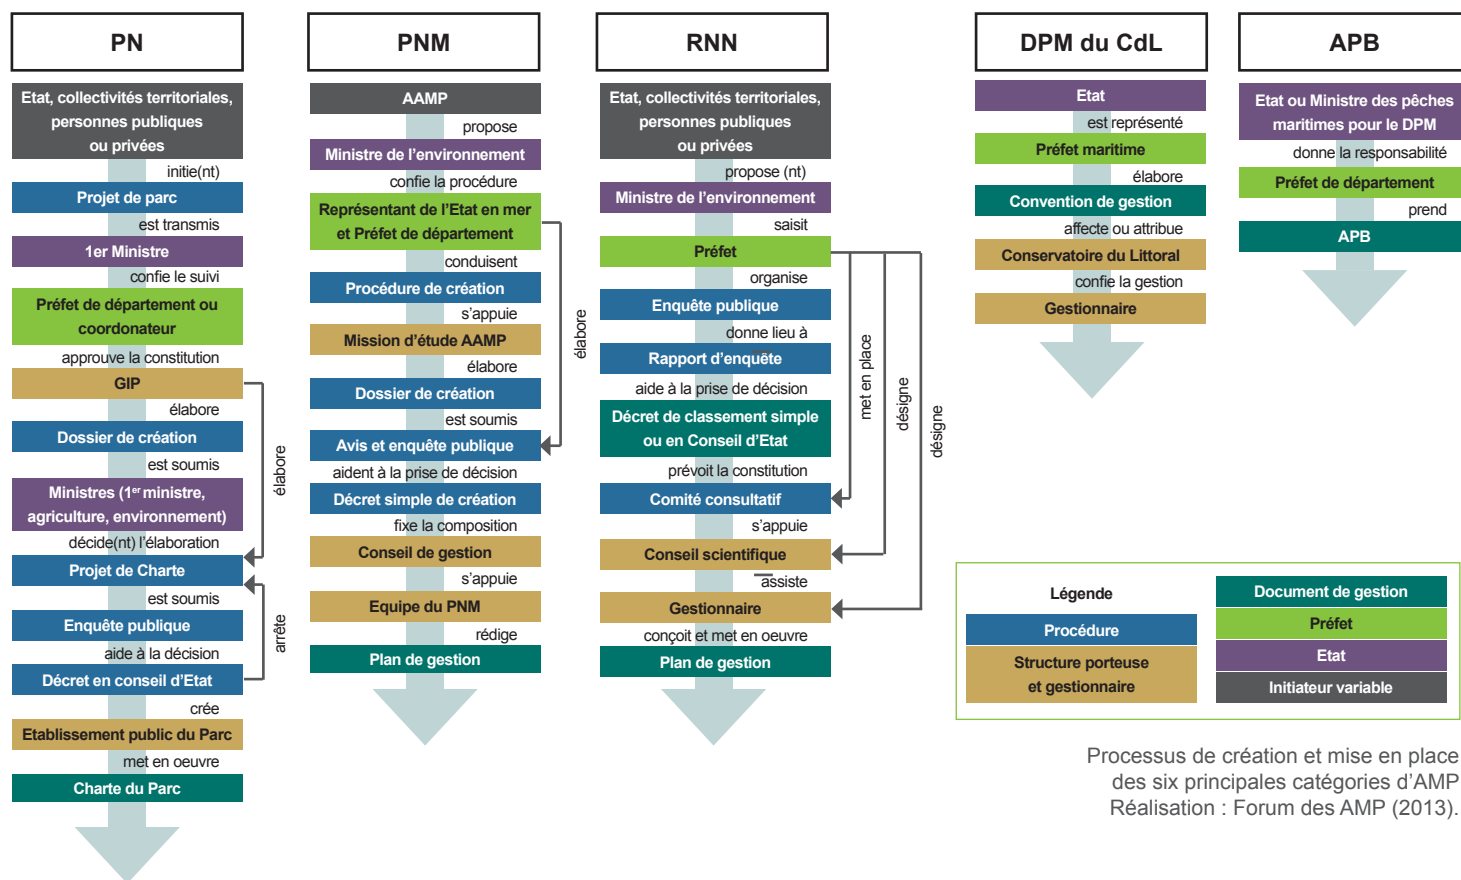 PN
Etat, collectivités territoriales,
personnes publiques
ou privées
initie(nt)
Projet de parc
est transmis
1er Ministre
confie le suivi
Préfet de département ou
coordonateur
approuve la constitution
GIP
élabore
Dossier de création
est soumis
Ministres (1er ministre,
agriculture, environnement)
décide(nt) l'élaboration
Projet de Charte
est soumis
Enquête publique
aide à la décision
Décret en conseil d'Etat
crée
Etablissement public du Parc
met en oeuvre
Charte du Parc
élabore
arrête
PNM
AAMP
propose
Ministre de l'environnement
confie la procédure
Représentant de l'Etat en mer
et Préfet de département
conduisent
Procédure de création
s'appuie
Mission d'étude AAMP
élabore
Dossier de création
est soumis
Avis et enquête publique
aident à la prise de décision
Décret simple de création
fixe la composition
Conseil de gestion
s'appuie
Equipe du PNM
rédige
Plan de gestion
élabore
RNN
Etat, collectivités territoriales,
personnes publiques
ou privées
propose (nt)
Ministre de l'environnement
saisit
Préfet
organise
Enquête publique
donne lieu à
Rapport d'enquête
aide à la prise de décision
Décret de classement simple
ou en Conseil d'Etat
prévoit la constitution
Comité consultatif
s'appuie
Conseil scientifique
assiste
Gestionnaire
conçoit et met en oeuvre
Plan de gestion
met en place
désigne
désigne
DPM du CdL
Etat
est représenté
Préfet maritime
élabore
Convention de gestion
affecte ou attribue
Conservatoire du Littoral
confie la gestion
Gestionnaire
APB
Etat ou Ministre des pêches
maritimes pour le DPM
donne la responsabilité
Préfet de département
prend
APB
Légende
Procédure
Structure porteuse
et gestionnaire
Document de gestion
Préfet
Etat
Initiateur variable
Processus de création et mise en place
des six principales catégories d'AMP
Réalisation : Forum des AMP (2013).